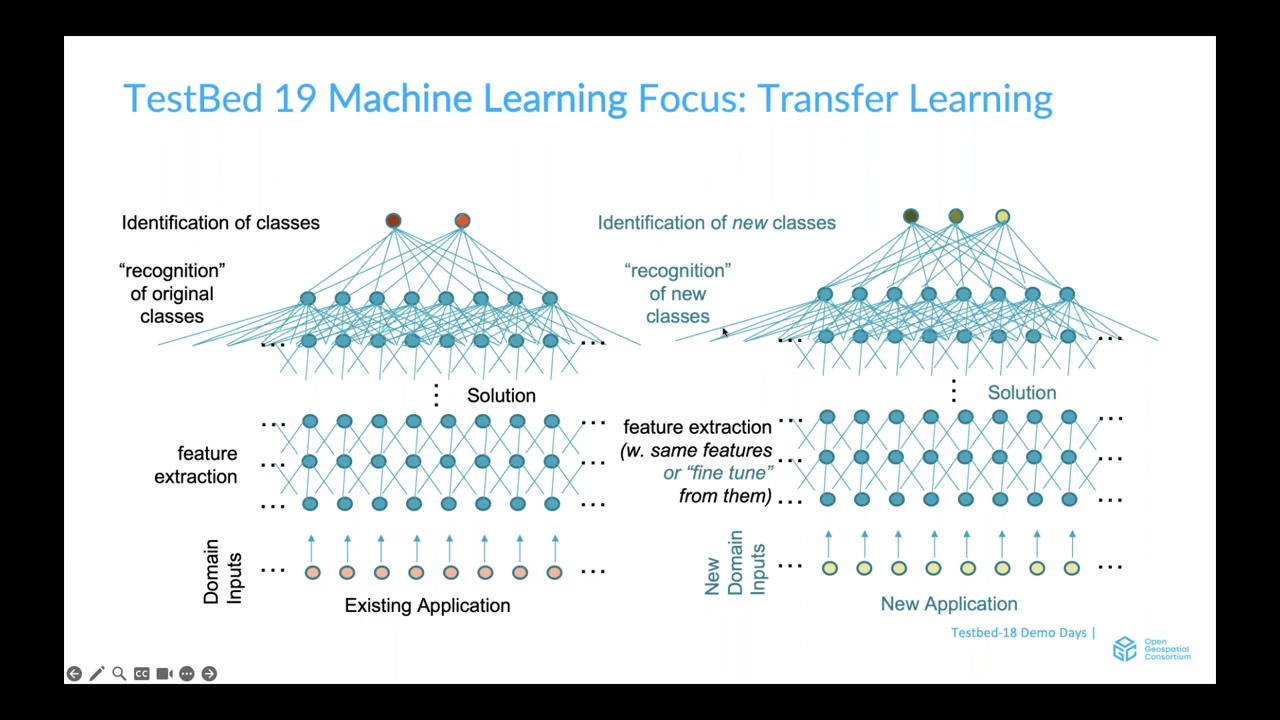 TestBed 19 Machine Learning Focus: Transfer Learning
Identification of classes
“recognition”
of original
classes
...
...
Solution
feature
extraction
Domain
Inputs
Existing Application
Identification of new classes
“recognition”
of new
classes
Solution
feature extraction
(w. same features
or “fine tune”
from them)
New
Domain
Inputs
New Application
Testbed-18 Demo Days |
Open
Geospatial
Consortium
CC